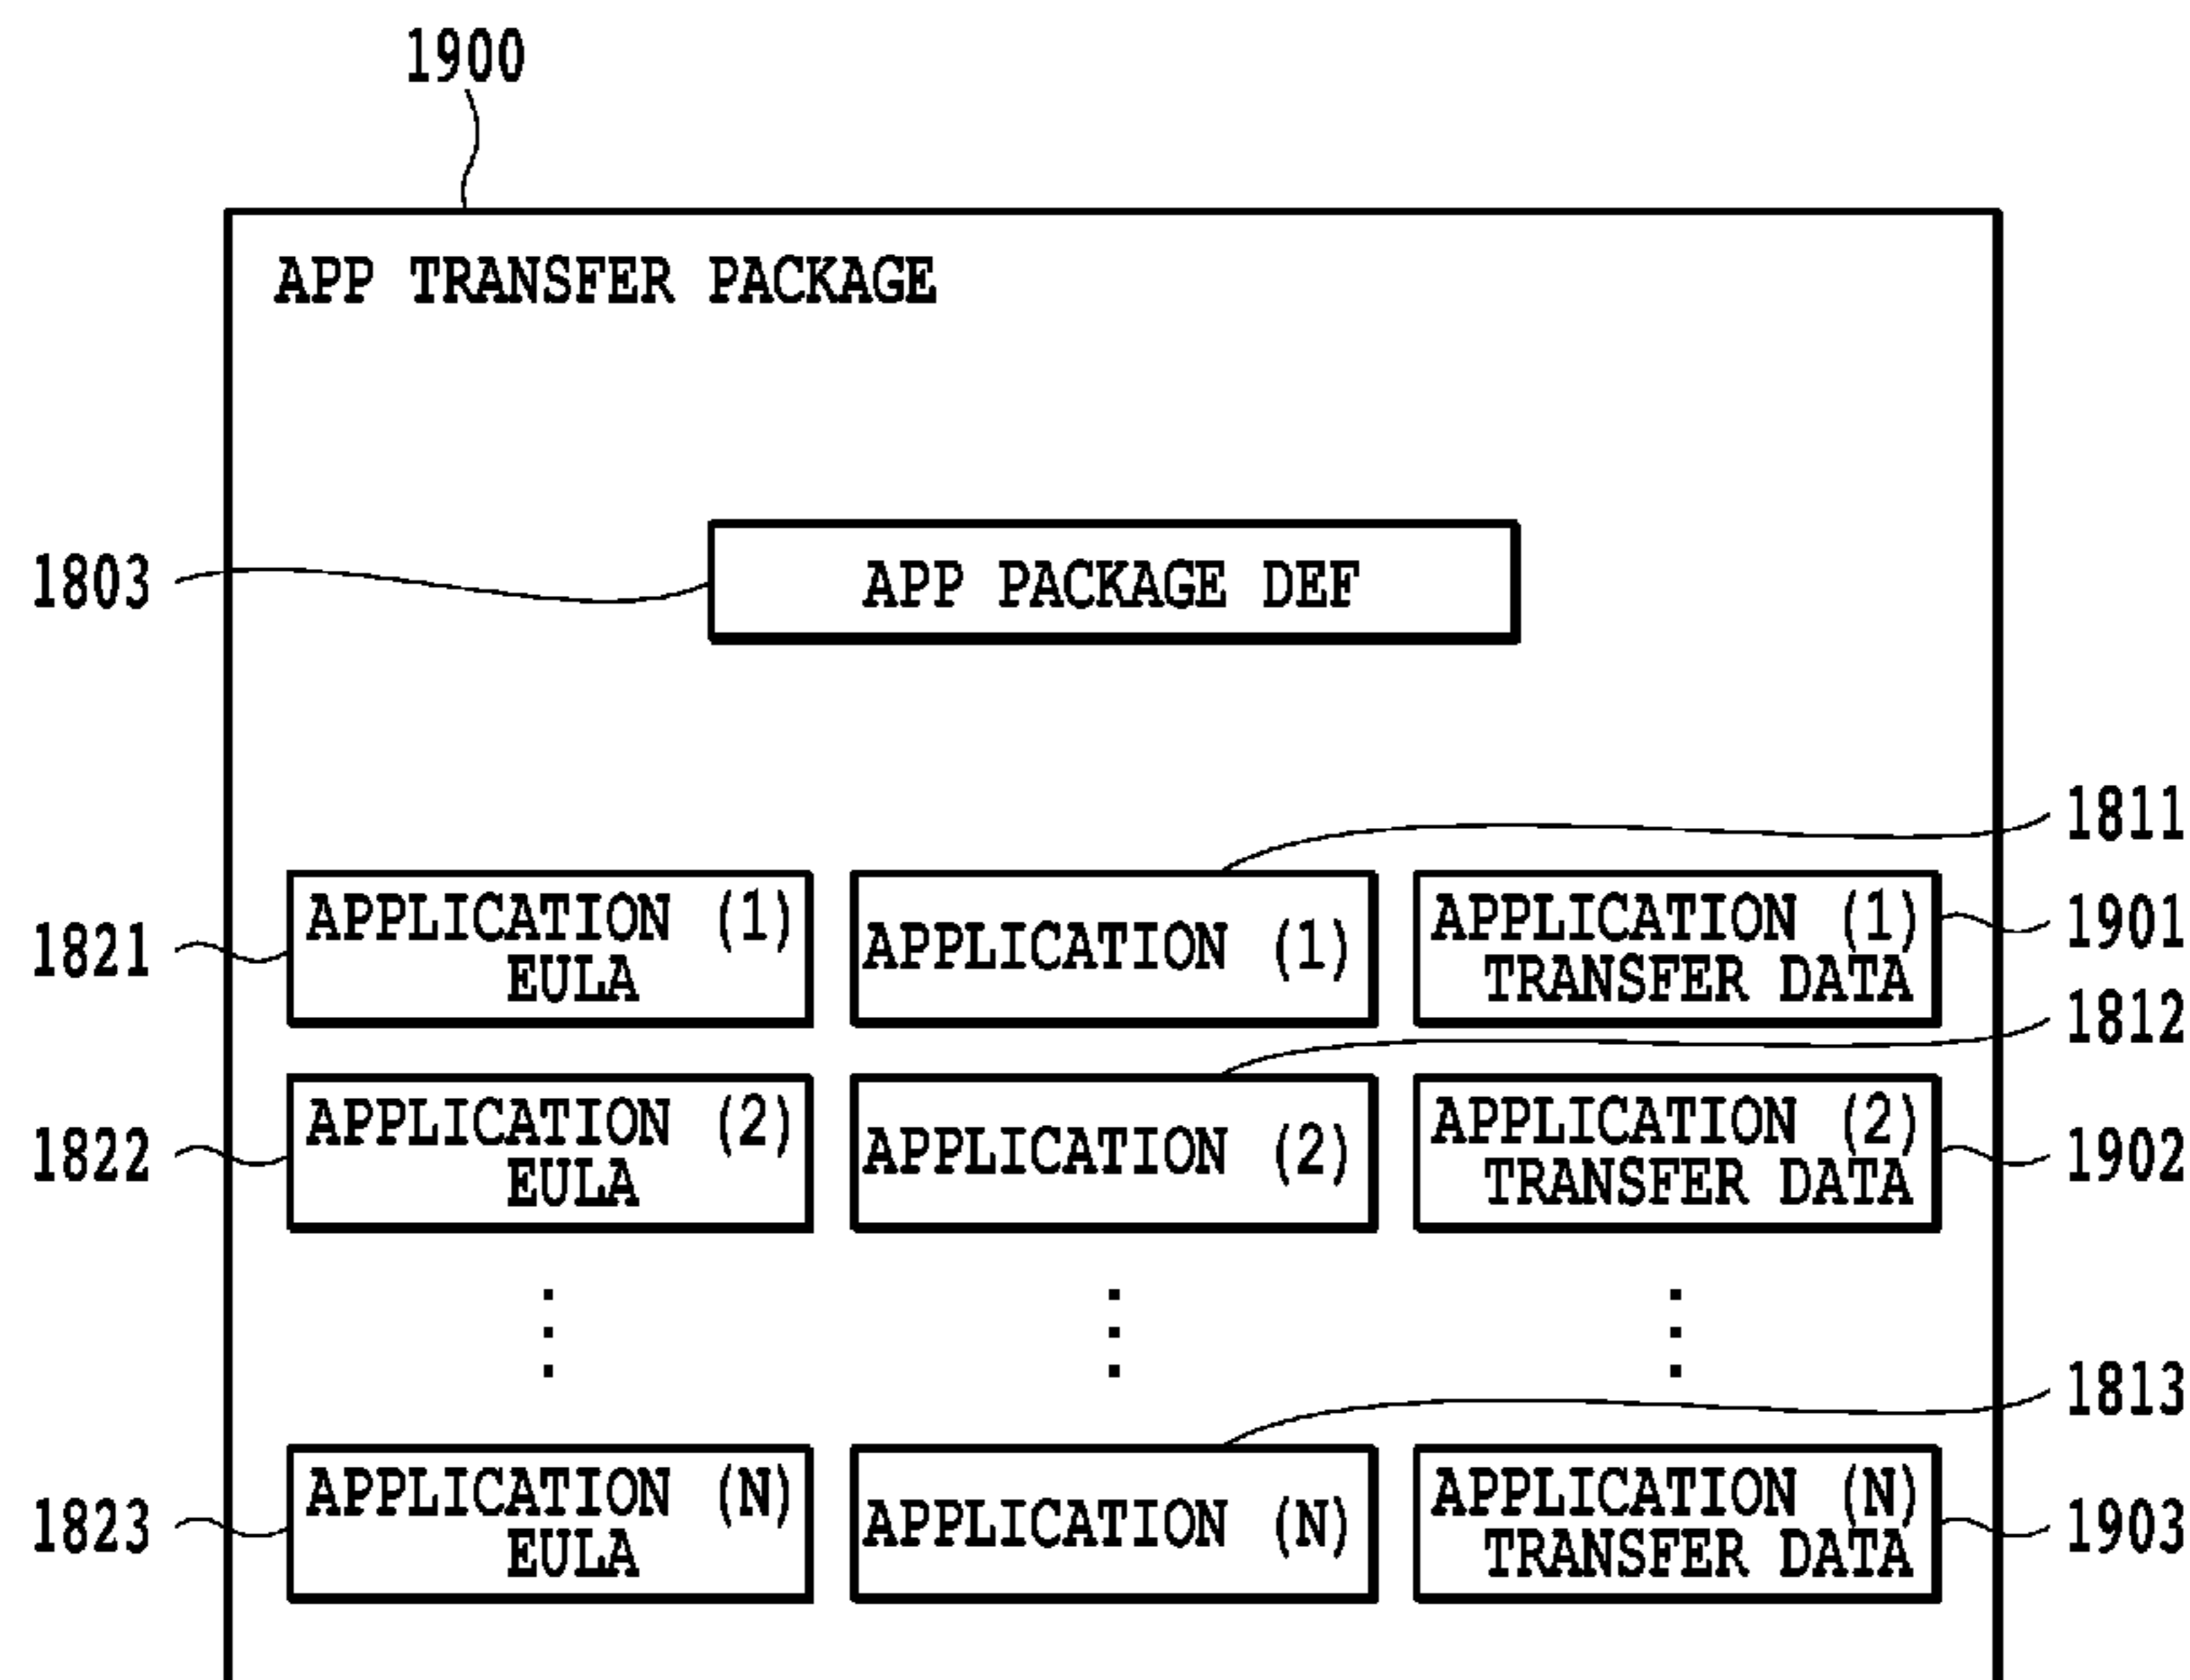 1900
APP TRANSFER PACKAGE
1803
APP PACKAGE DEF
1811
1821
APPLICATION (1)
EULA
APPLICATION (1)
APPLICATION (1)
TRANSFER DATA
1901
1812
1822
APPLICATION (2)
EULA
APPLICATION (2)
APPLICATION (2)
TRANSFER DATA
1902
1813
1823
APPLICATION (N)
EULA
APPLICATION (N)
APPLICATION (N)
TRANSFER DATA
1903